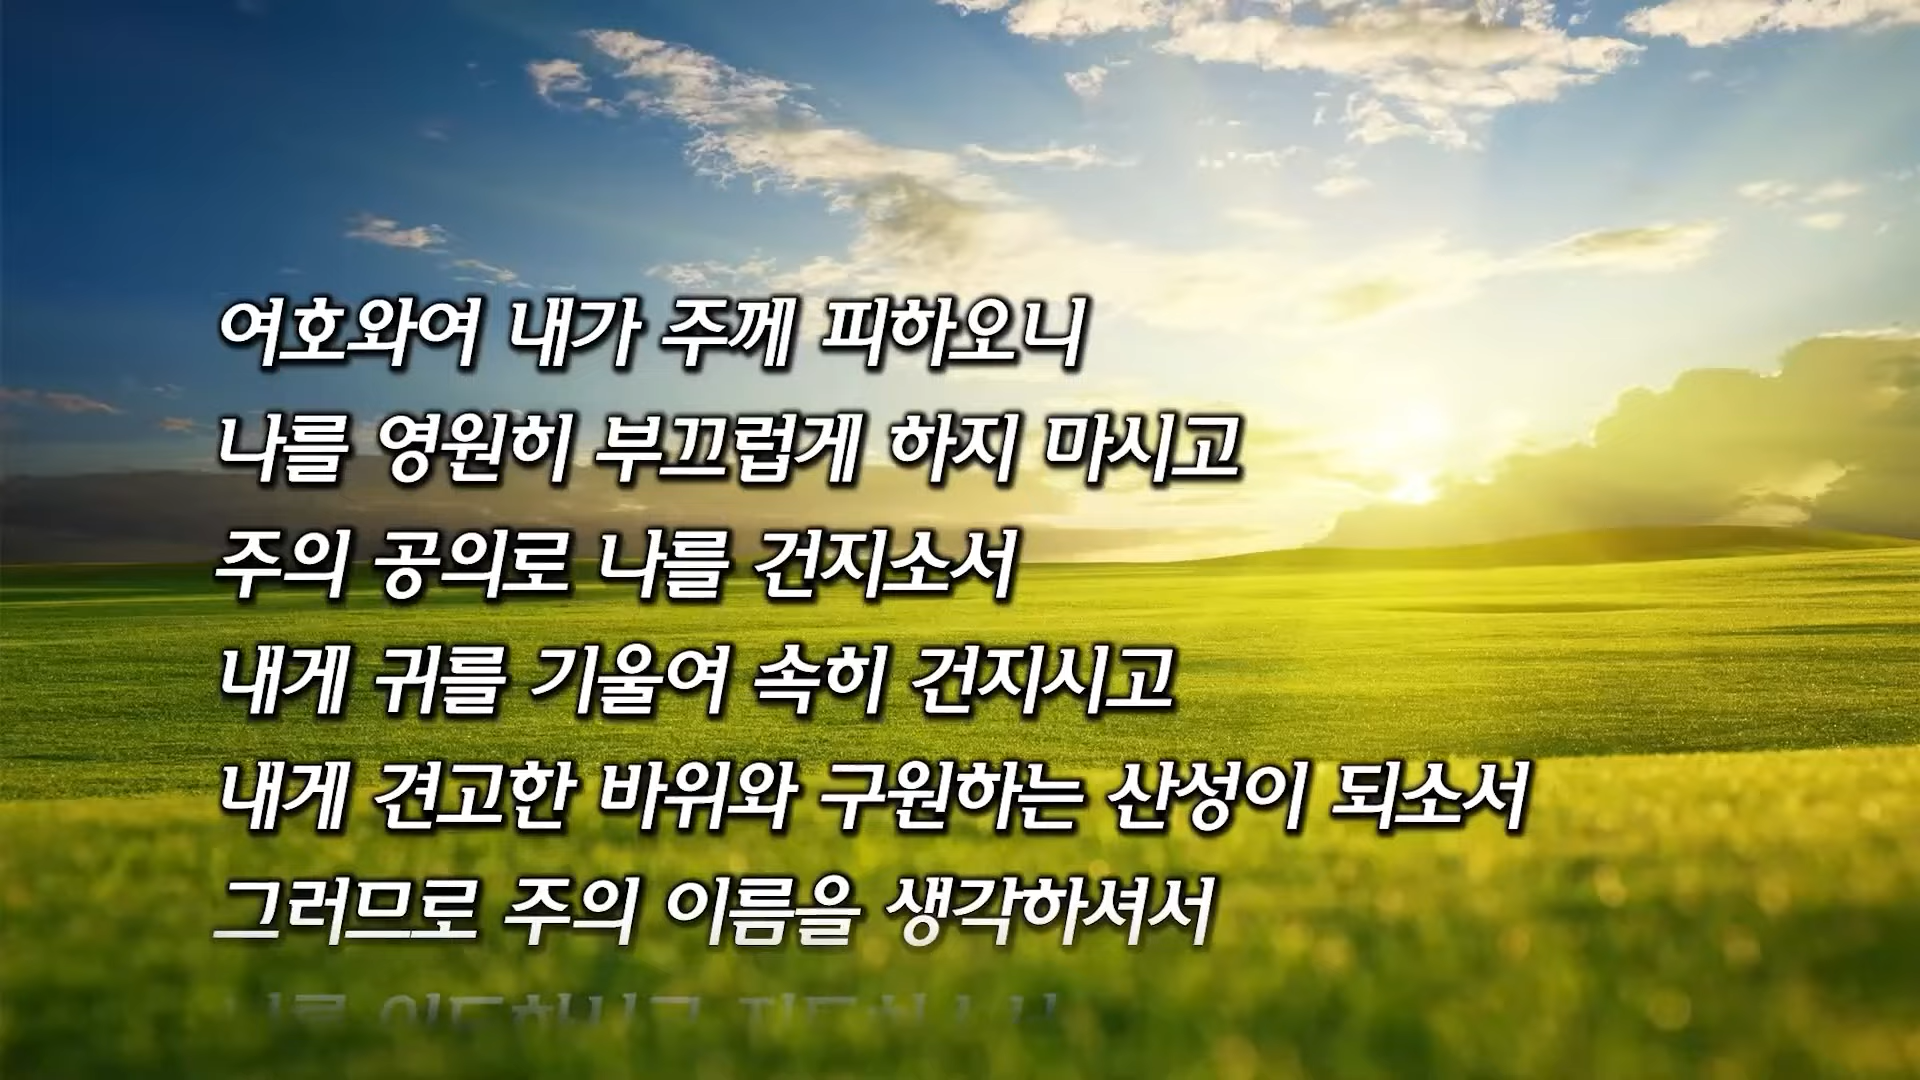 여호와여 내가 주께 피하오니
나를 영원히 부끄럽게 하지 마시고
주의 공의로 나를 건지소서
내게 귀를 기울여 속히 건지시고
내게 견고한 바위와 구원하는 산성이 되소서
그러므로 주의 이름을 생각하셔서